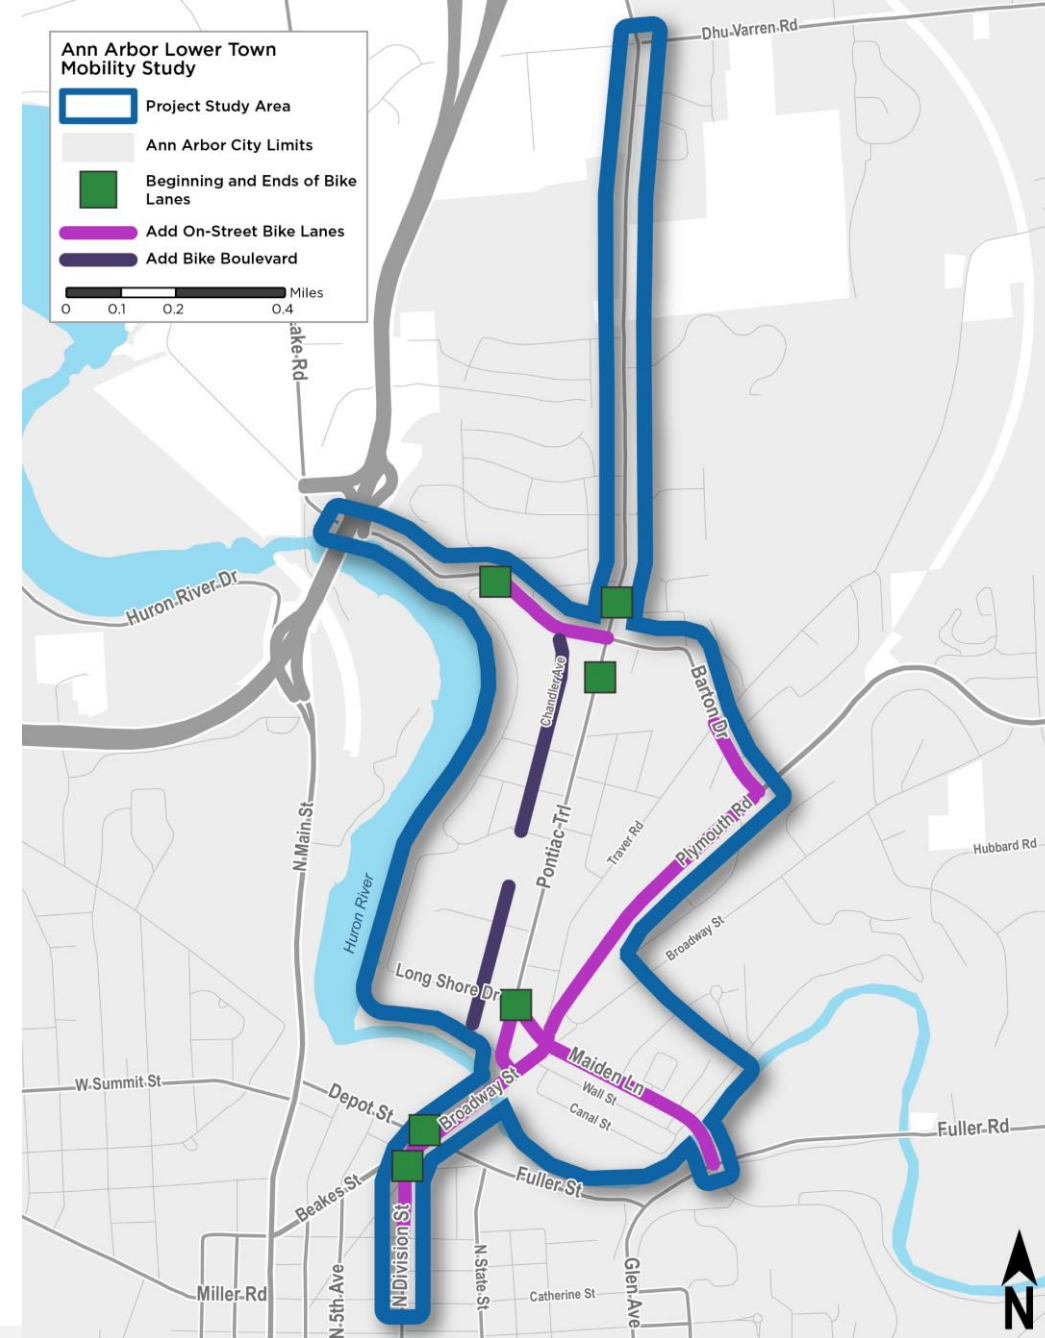 Ann Arbor Lower Town
Mobility Study
Project Study Area
Ann Arbor City Limits
Beginning and Ends of Bike
Lanes
Add On-Street Bike Lanes
Add Bike Boulevard
Miles
0 0.1 0.2 0.4
Dhu Varren Rd
ake Rd
Huron River Dr
Chandler Ave
Barton Dr
N Main St
Pontiac Trl
Traver Rd
Plymouth Rd
Hubbard Rd
Huron River
Broadway St
Long Shore Dr
Maiden Ln
Wall St
Canal St
W Summit St
Depot St
Broadway St
Fuller Rd
Beakes St
Fuller St
N Division St
N State St
Miller Rd
N 5th Ave
Catherine St
Glen Ave
N